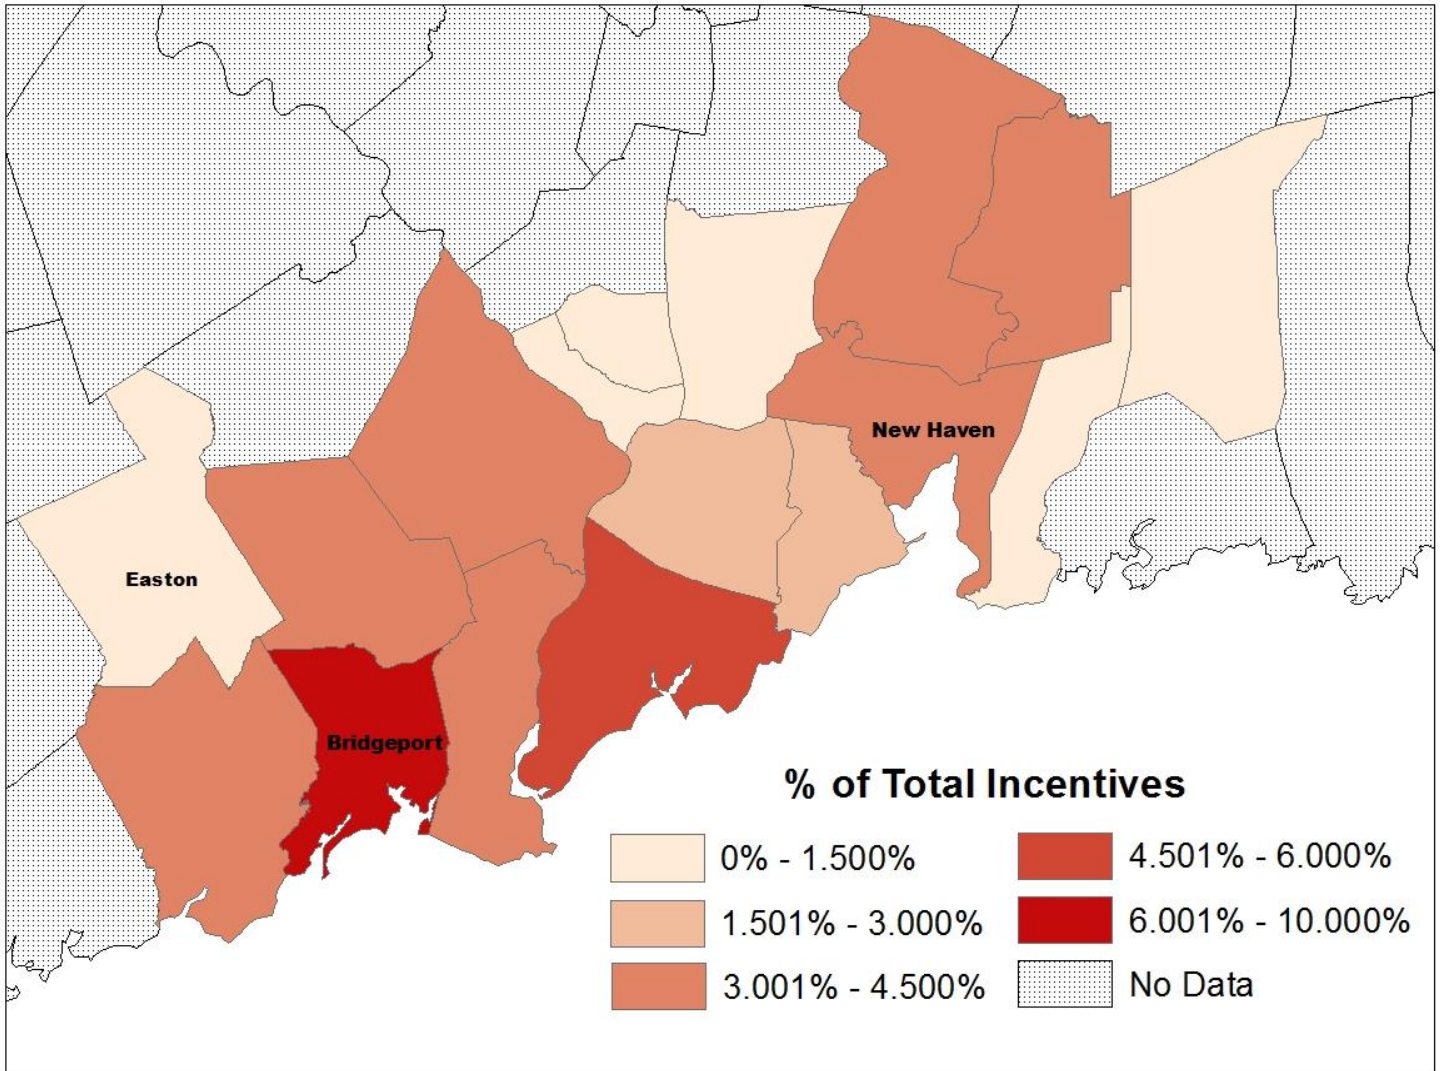 New Haven
Easton
Bridgeport
% of Total Incentives
0% - 1.500%
1.501% - 3.000%
3.001% - 4.500%
4.501% - 6.000%
6.001% - 10.000%
No Data